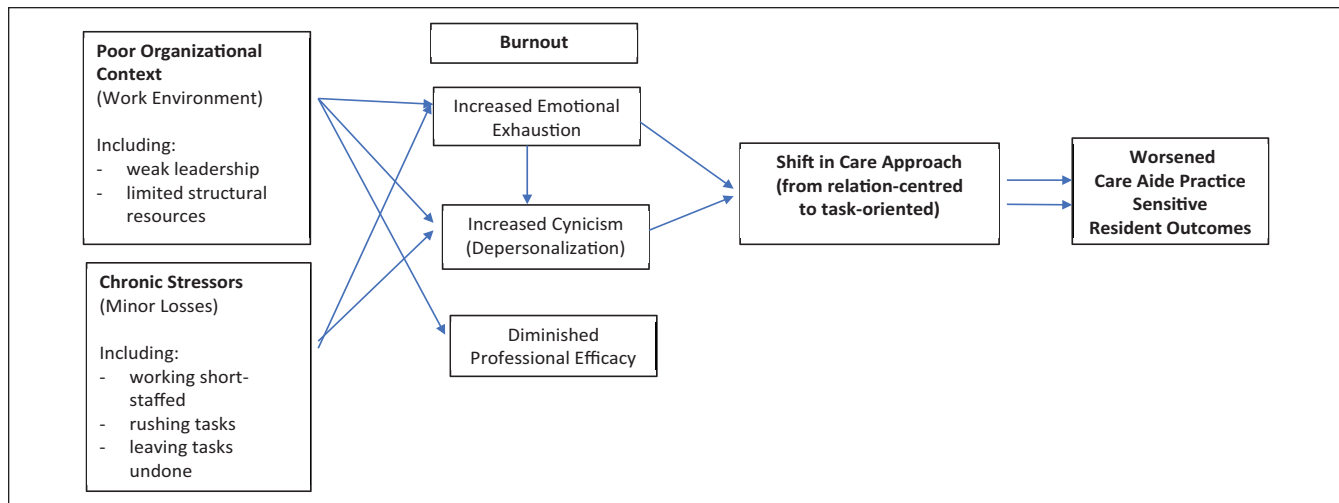 Poor Organizational
Context
(Work Environment)
Including:
- weak leadership
- limited structural
resources
Chronic Stressors
(Minor Losses)
Including:
- working short-
staffed
- rushing tasks
- leaving tasks
undone
Burnout
Increased Emotional
Exhaustion
Increased Cynicism
(Depersonalization)
Diminished
Professional Efficacy
Shift in Care Approach
(from relation-centred
to task-oriented)
Worsened
Care Aide Practice
Sensitive
Resident Outcomes